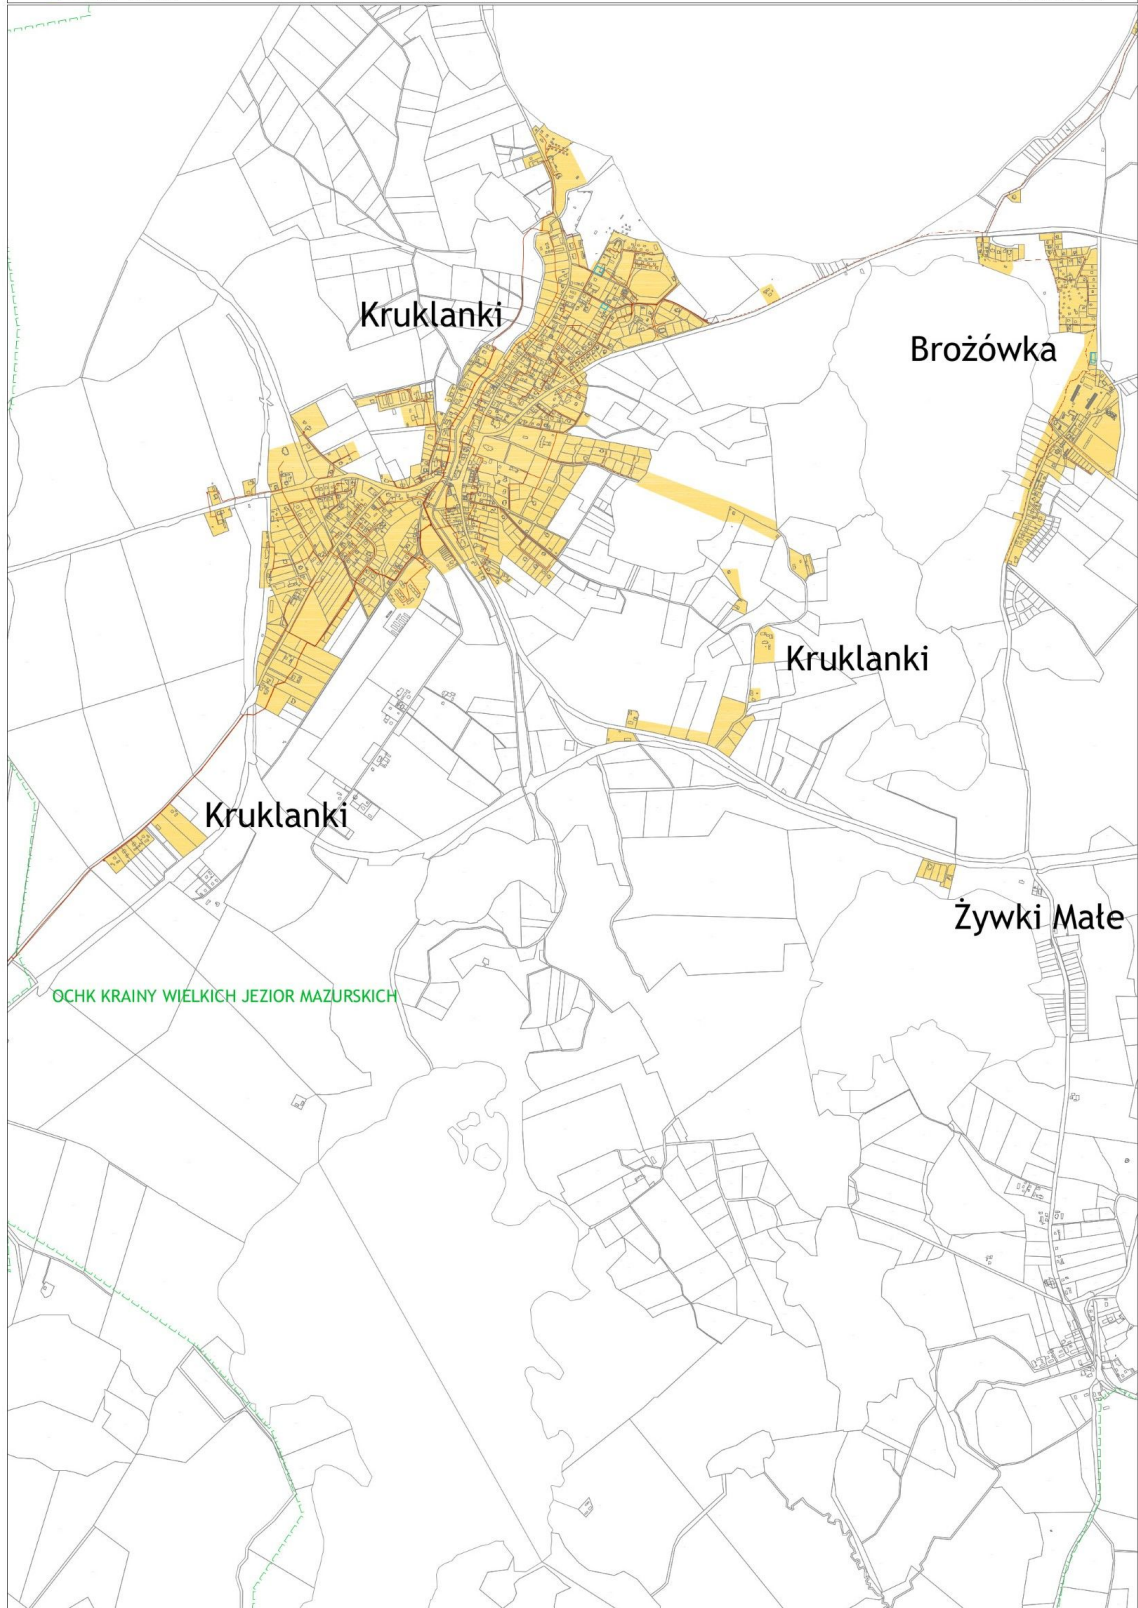 Kruklanki
Brożówka
Kruklanki
Kruklanki
Żywki Małe
OCHK KRAINY WIELKICH JEZIOR MAZURSKICH